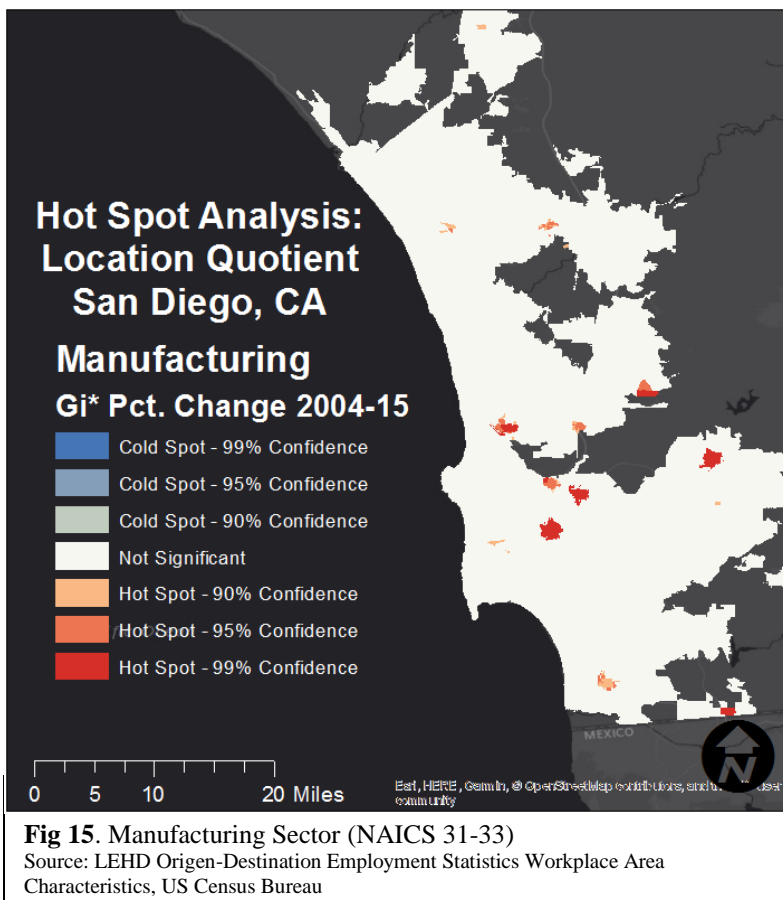 Hot Spot Analysis:
Location Quotient
San Diego, CA
Manufacturing
Gi* Pct. Change 2004-15
Cold Spot - 99% Confidence
Cold Spot - 95% Confidence
Cold Spot - 90% Confidence
Not Significant
Hot Spot - 90% Confidence
Hot Spot - 95% Confidence
Hot Spot - 99% Confidence
MEXICO
N
0 5 10 20 Miles
Esri, HERE, Garmin, © OpenStreetMap contributors, and user
community
Fig 15. Manufacturing Sector (NAICS 31-33)
Source: LEHD Origen-Destination Employment Statistics Workplace Area
Characteristics, US Census Bureau